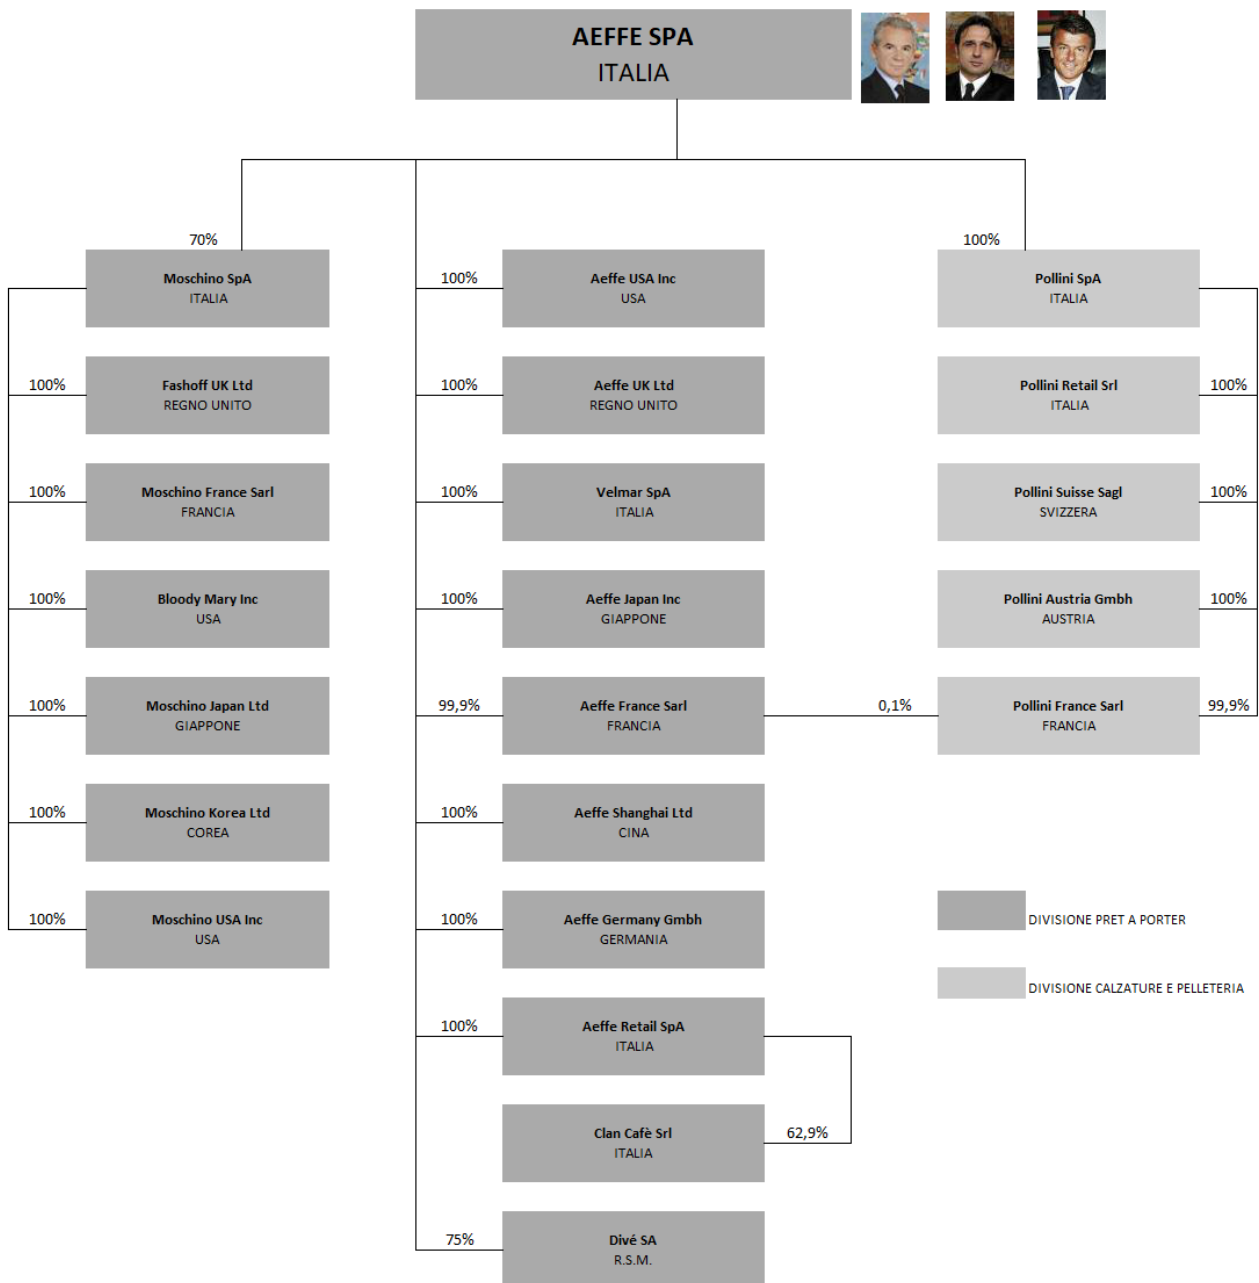 AEFFE SPA
ITALIA
70%
Moschino SpA
ITALIA
100%
Fashoff UK Ltd
REGNO UNITO
100%
Moschino France Sarl
FRANCIA
100%
Bloody Mary Inc
USA
100%
Moschino Japan Ltd
GIAPPONE
100%
Moschino Korea Ltd
COREA
100%
Moschino USA Inc
USA
100%
Aeffe USA Inc
USA
100%
Aeffe UK Ltd
REGNO UNITO
100%
Velmar SpA
ITALIA
100%
Aeffe Japan Inc
GIAPPONE
99,9%
Aeffe France Sarl
FRANCIA
0,1%
100%
Aeffe Shanghai Ltd
CINA
100%
Aeffe Germany Gmbh
GERMANIA
100%
Aeffe Retail SpA
ITALIA
Clan Cafè Srl
ITALIA
62,9%
75%
Divé SA
R.S.M.
100%
Pollini SpA
ITALIA
Pollini Retail Srl
ITALIA
100%
Pollini Suisse Sagl
SVIZZERA
100%
Pollini Austria Gmbh
AUSTRIA
100%
Pollini France Sarl
FRANCIA
99,9%
DIVISIONE PRET A PORTER
DIVISIONE CALZATURE E PELLETERIA